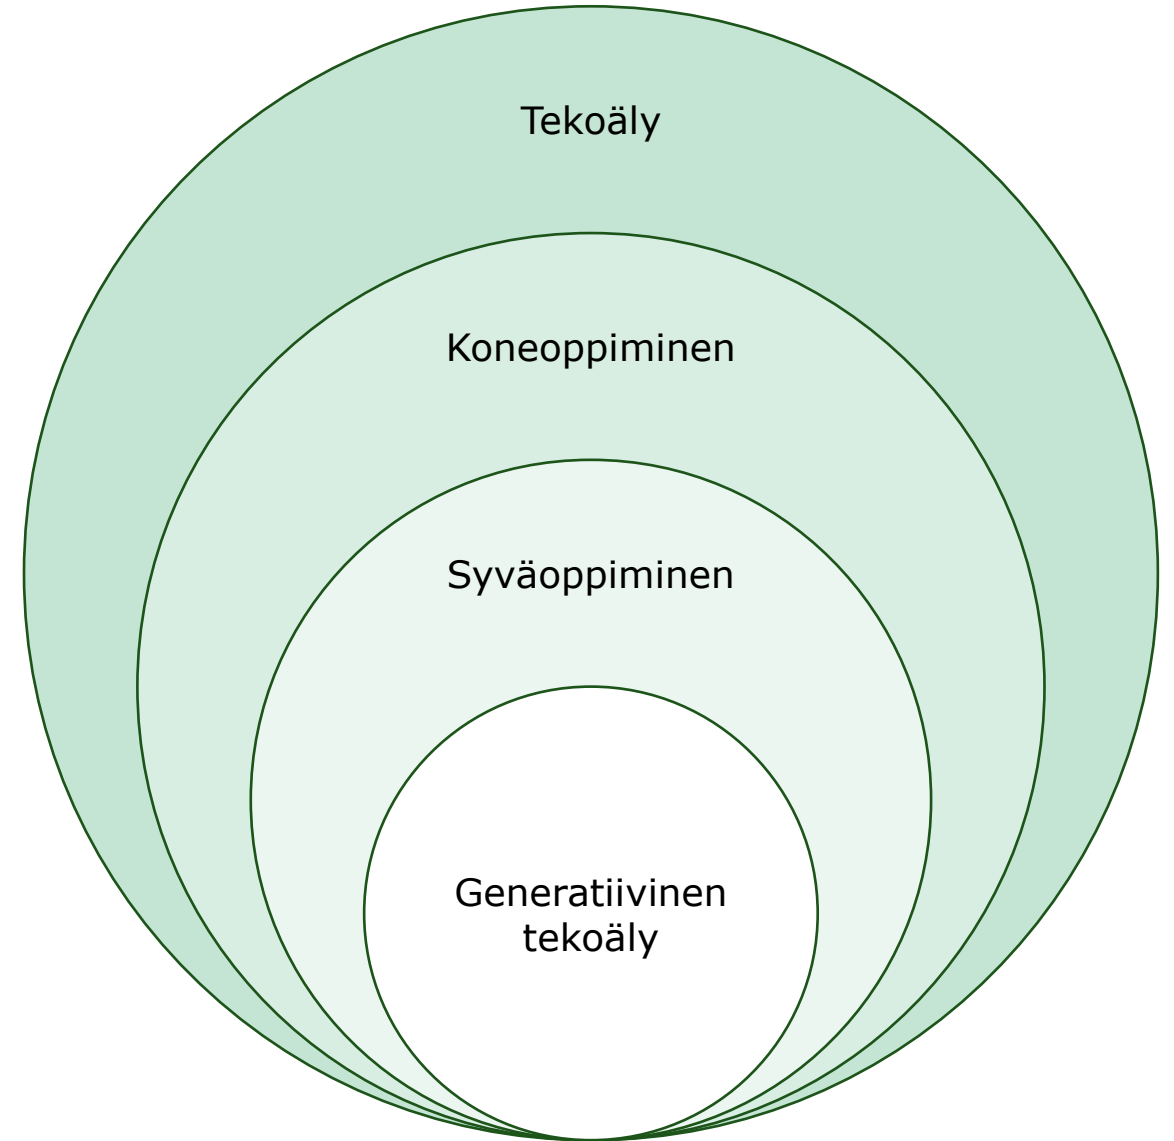 Tekoäly
Koneoppiminen
Syväoppiminen
Generatiivinen
tekoäly